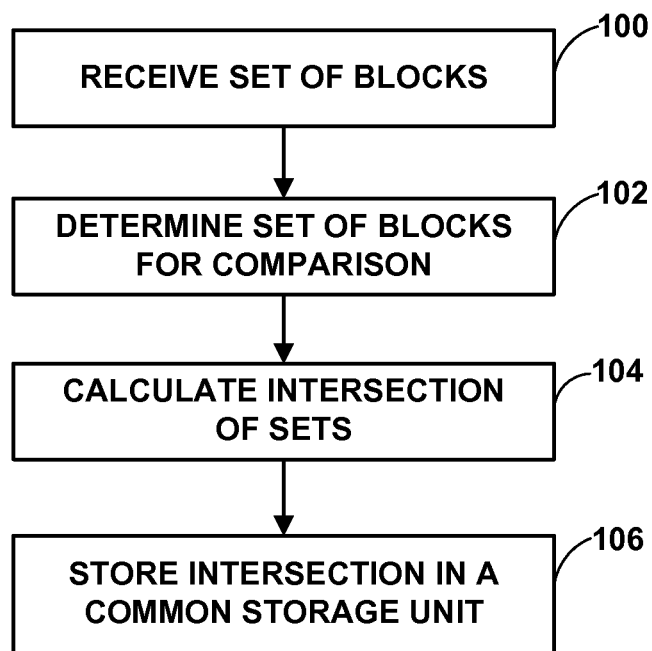 100
RECEIVE SET OF BLOCKS
102
DETERMINE SET OF BLOCKS
FOR COMPARISON
104
CALCULATE INTERSECTION
OF SETS
106
STORE INTERSECTION IN A
COMMON STORAGE UNIT